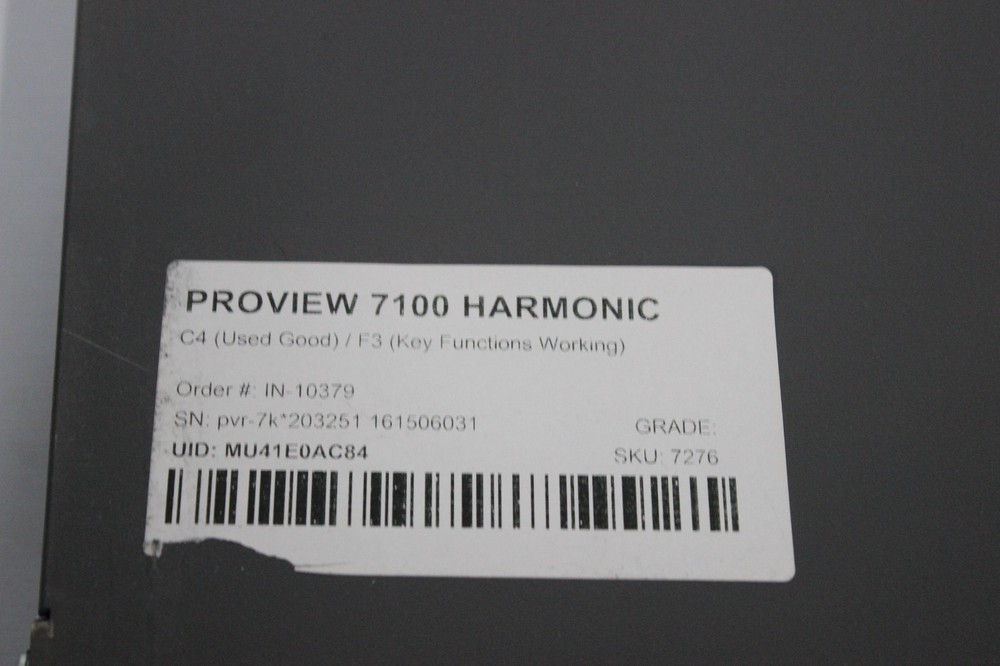 PROVIEW 7100 HARMONIC
C4 (Used Good) / F3 (Key Functions Working)
Order #: IN-10379
SN: pvr-7k*203251 161506031
GRADE:
UID: MU41E0AC84
SKU: 7276